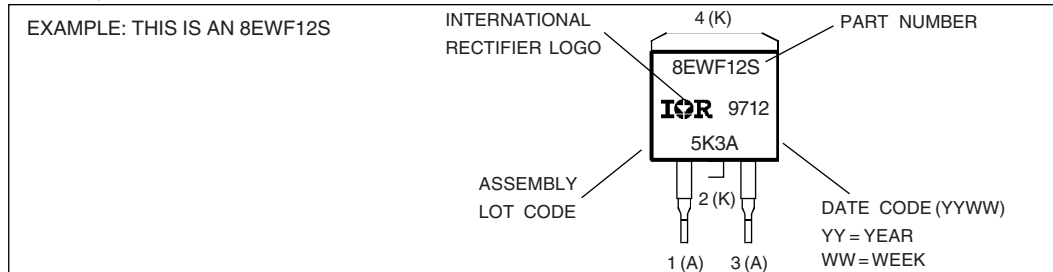 EXAMPLE: THIS IS AN 8EWF12S
INTERNATIONAL
RECTIFIER LOGO
4 (K)
PART NUMBER
8EWF12S
IOR 9712
5K3A
ASSEMBLY
LOT CODE
2 (K)
DATE CODE (YYWW)
YY = YEAR
WW = WEEK
1 (A) 3 (A)